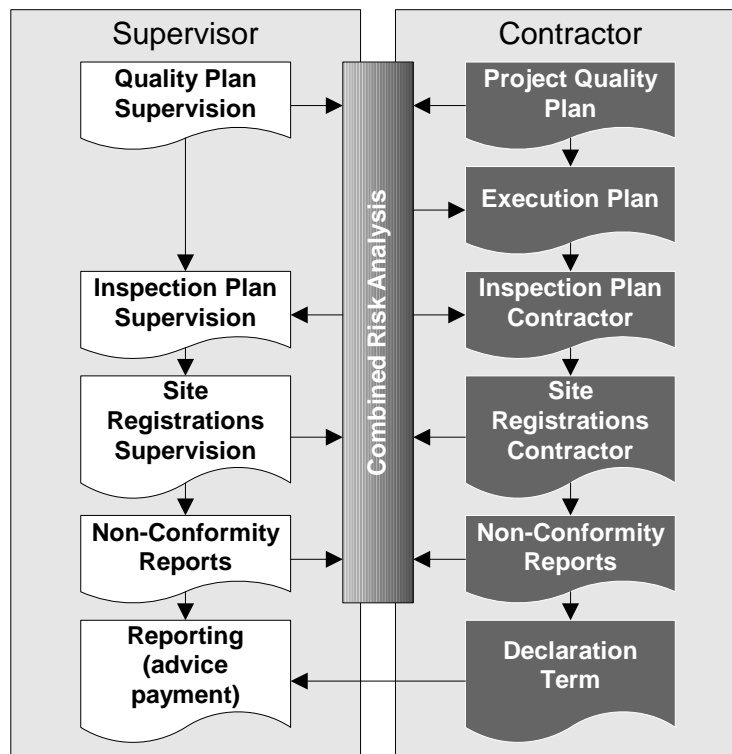 Supervisor
Contractor
Quality Plan
Supervision
Project Quality
Plan
Execution Plan
Combined Risk Analysis
Inspection Plan
Supervision
Inspection Plan
Contractor
Site
Registrations
Supervision
Site
Registrations
Contractor
Non-Conformity
Reports
Non-Conformity
Reports
Reporting
(advice
payment)
Declaration
Term